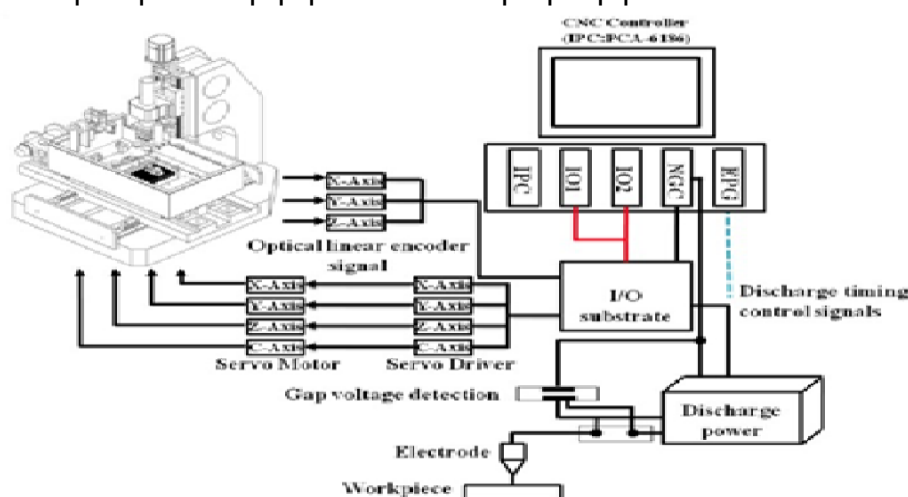 CNC Controller
(IPC:PCA-6186)
IPC
IO1
IO2
NGC
RPG
X-Axis
Y-Axis
Z-Axis
Optical linear encoder
signal
X-Axis
Y-Axis
Z-Axis
C-Axis
Servo Motor
X-Axis
Y-Axis
Z-Axis
C-Axis
Servo Driver
I/O
substrate
Discharge timing
control signals
Gap voltage detection
Discharge
power
Electrode
Workpiece